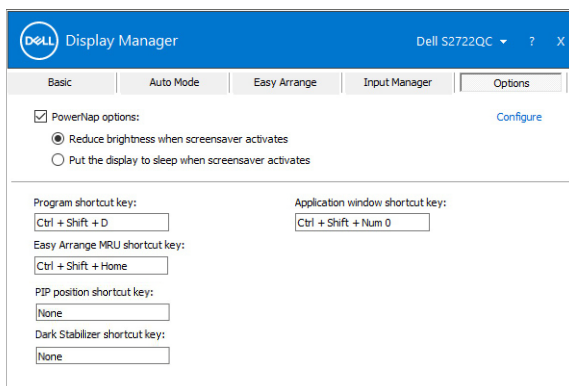 DELL Display Manager Dell S2722QC ? X
Basic Auto Mode Easy Arrange Input Manager Options
PowerNap options: Configure
Reduce brightness when screensaver activates
Put the display to sleep when screensaver activates
Program shortcut key: Application window shortcut key:
Ctrl + Shift + D Ctrl + Shift + Num 0
Easy Arrange MRU shortcut key:
Ctrl + Shift + Home
PIP position shortcut key:
None
Dark Stabilizer shortcut key:
None